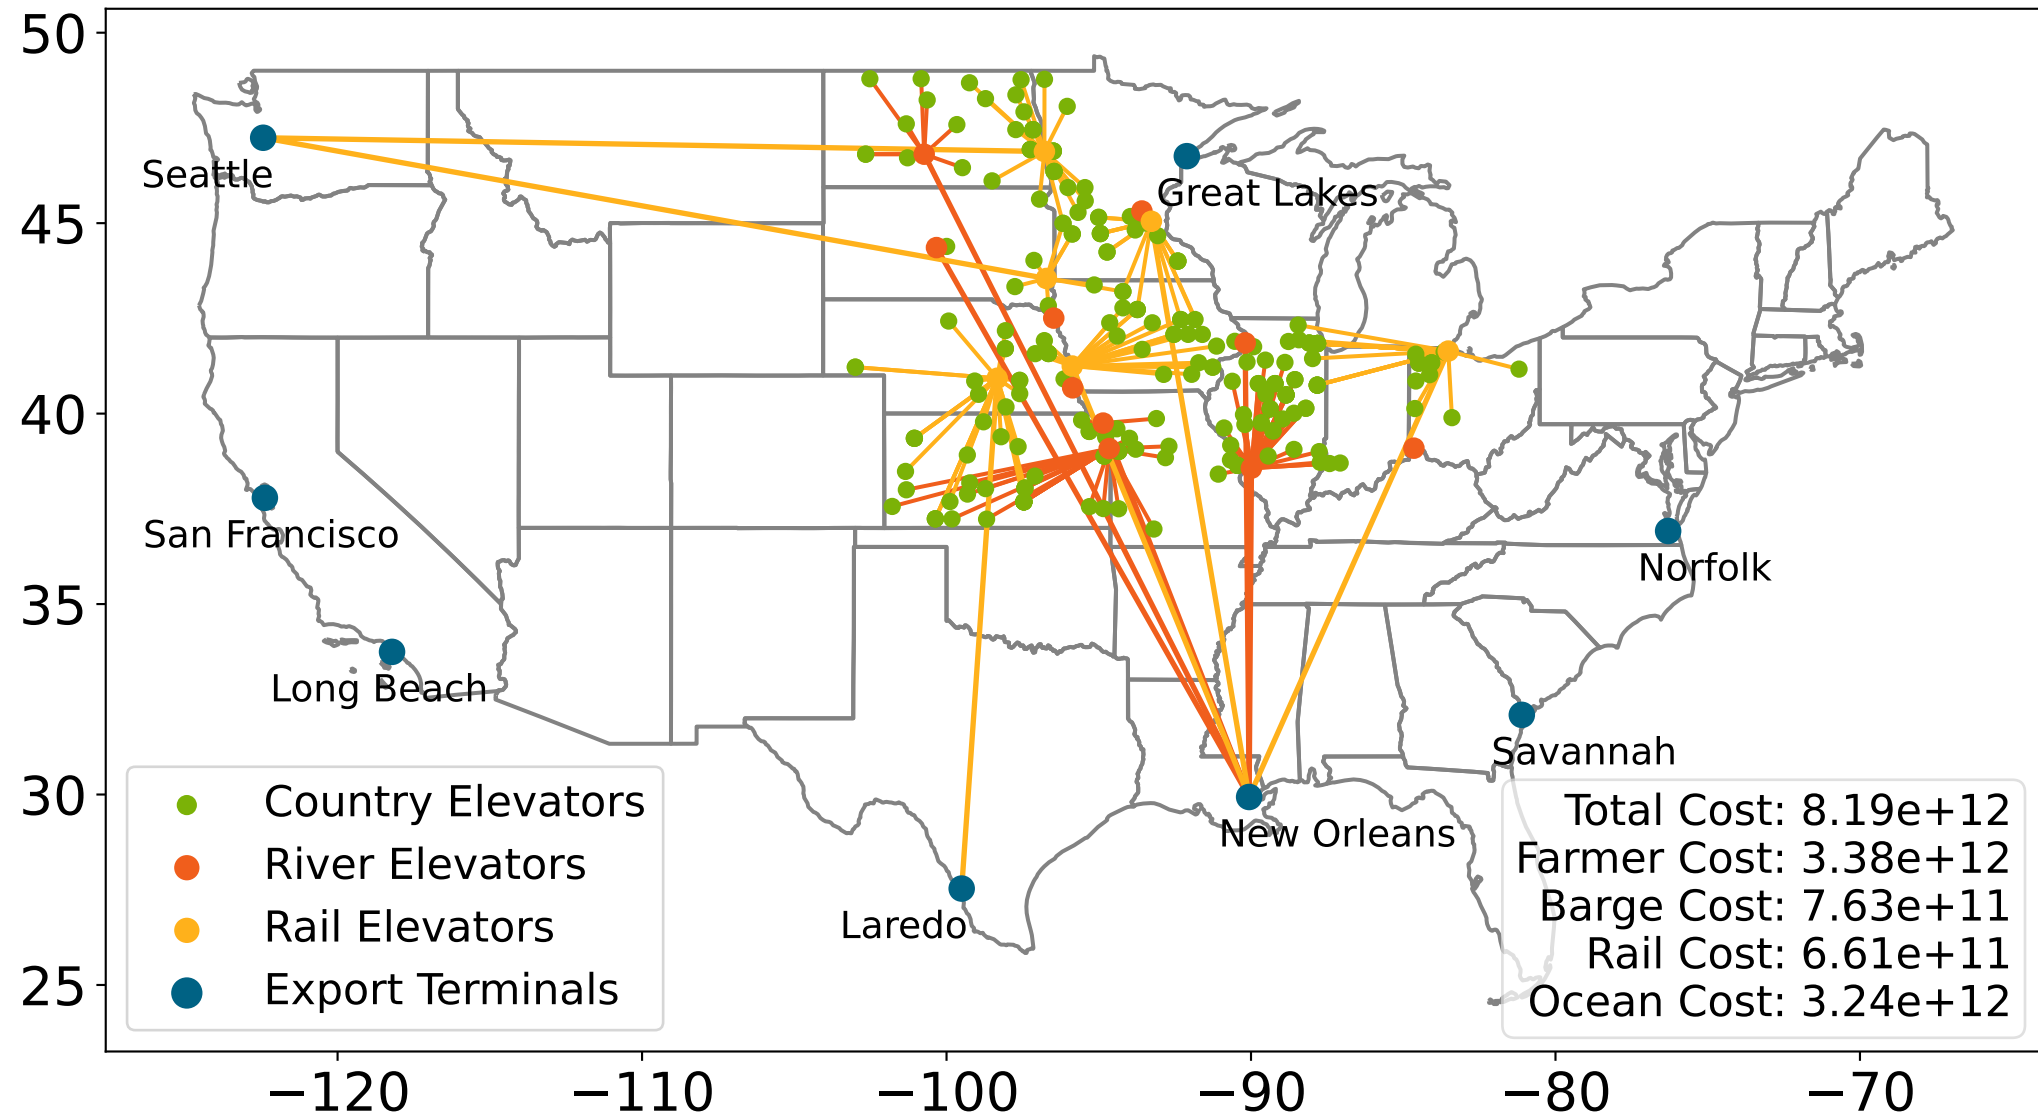 50
45
40
35
30
25
Seattle
Great Lakes
San Francisco
Norfolk
Long Beach
Savannah
New Orleans
Laredo
Country Elevators
River Elevators
Rail Elevators
Export Terminals
Total Cost: 8.19e+12
Farmer Cost: 3.38e+12
Barge Cost: 7.63e+11
Rail Cost: 6.61e+11
Ocean Cost: 3.24e+12
−120 −110 −100 −90 −80 −70